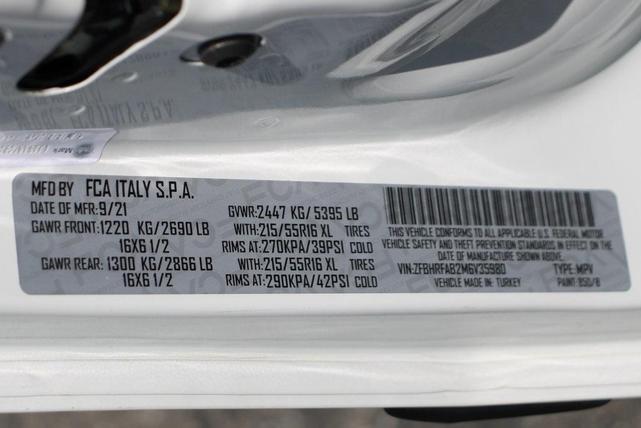 MFD BY FCA ITALY S.P.A.
DATE OF MFR: 9/21 GVWR: 2447 KG/ 5395 LB
GAWR FRONT: 1220 KG/2690 LB WITH: 215/55R16 XL TIRES
16X6 1/2 RIMS AT: 270KPA/39PSI COLD
GAWR REAR: 1300 KG/2866 LB WITH: 215/55R16 XL TIRES
16X6 1/2 RIMS AT: 290KPA/42PSI COLD
THIS VEHICLE CONFORMS TO ALL APPLICABLE U.S. FEDERAL MOTOR
VEHICLE SAFETY AND THEFT PREVENTION STANDARDS IN EFFECT ON THE
DATE OF MANUFACTURE SHOWN ABOVE.
VIN: ZFBHRFAB2M6V35980 TYPE: MPV
VEHICLE MADE IN: TURKEY PAINT: 850/B